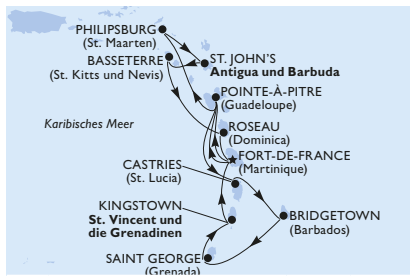 PHILIPSBURG
(St. Maarten)
BASSETERRE
(St. Kitts und Nevis)
ST. JOHN'S
Antigua und Barbuda
POINTE-À-PITRE
(Guadeloupe)
Karibisches Meer
ROSEAU
(Dominica)
FORT-DE-FRANCE
(Martinique)
CASTRIES
(St. Lucia)
KINGSTOWN
St. Vincent und
die Grenadinen
BRIDGETOWN
(Barbados)
SAINT GEORGE
(Grenada)